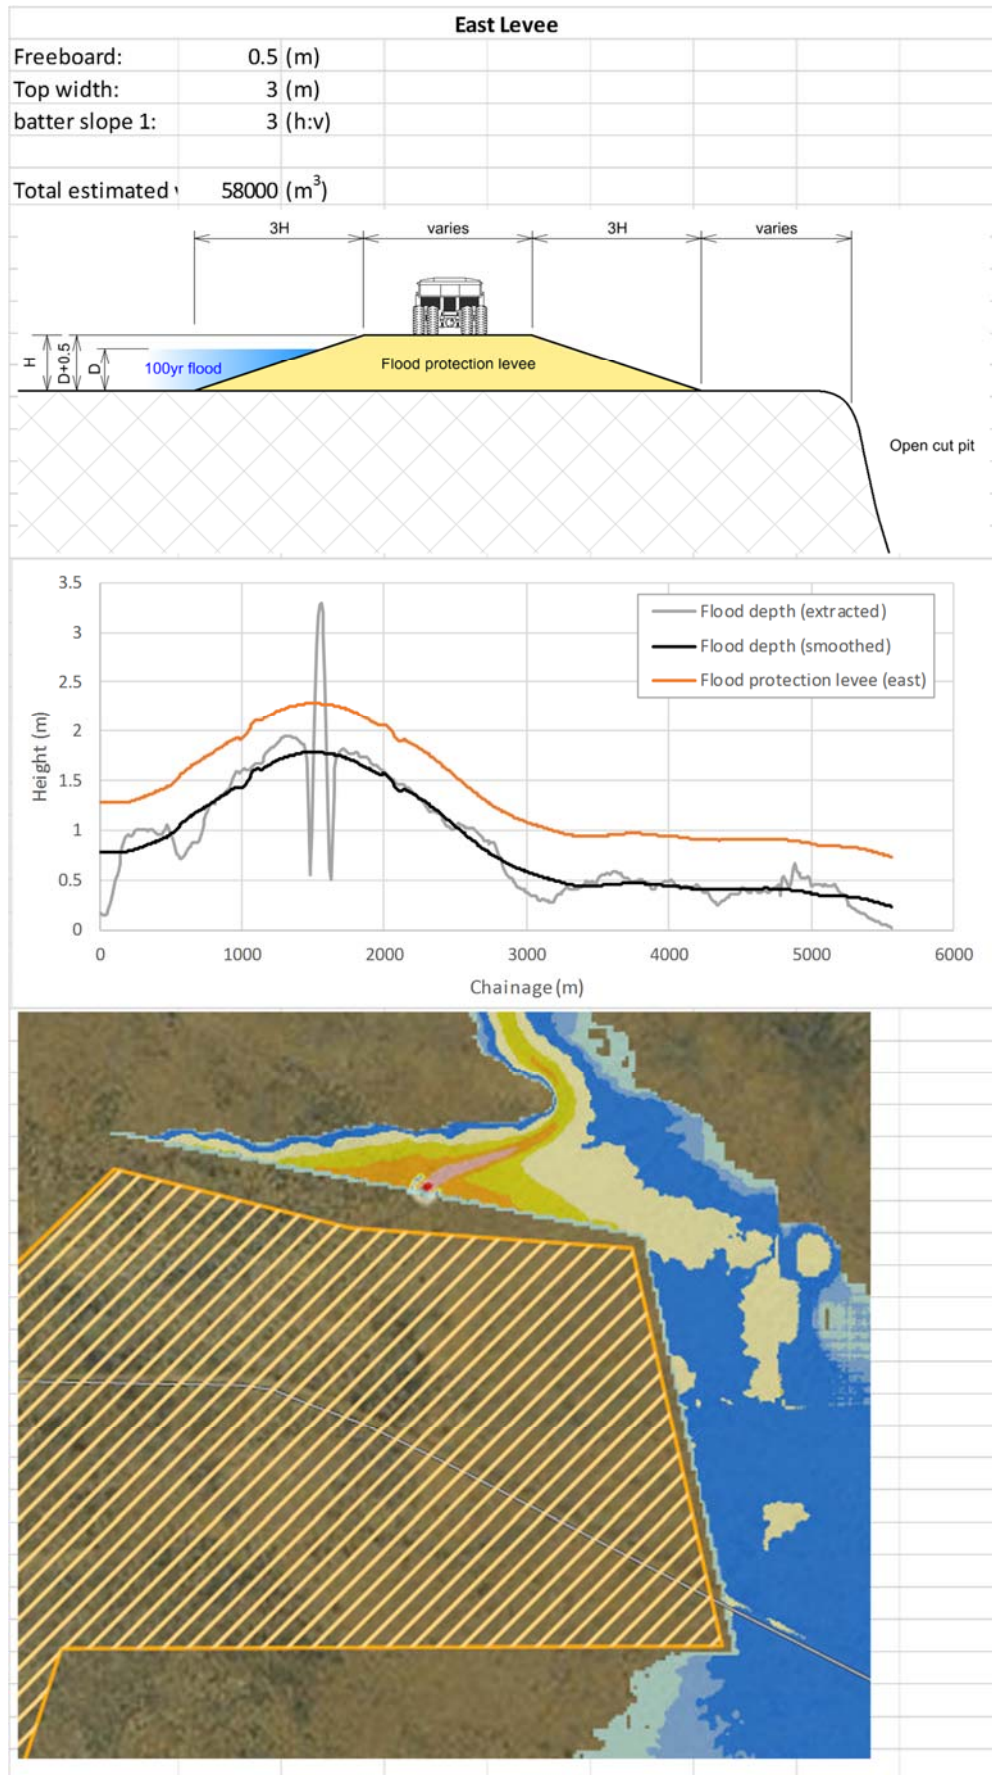 East Levee
Freeboard: 0.5 (m)
Top width: 3 (m)
batter slope 1: 3 (h:v)
Total estimated 58000 (m³)
3H varies 3H varies
H
D+0.5
D
100yr flood
Flood protection levee
Open cut pit
3.5
3
2.5
2
1.5
1
0.5
0
Height (m)
Flood depth (extracted)
Flood depth (smoothed)
Flood protection levee (east)
0 1000 2000 3000 4000 5000 6000
Chainage (m)